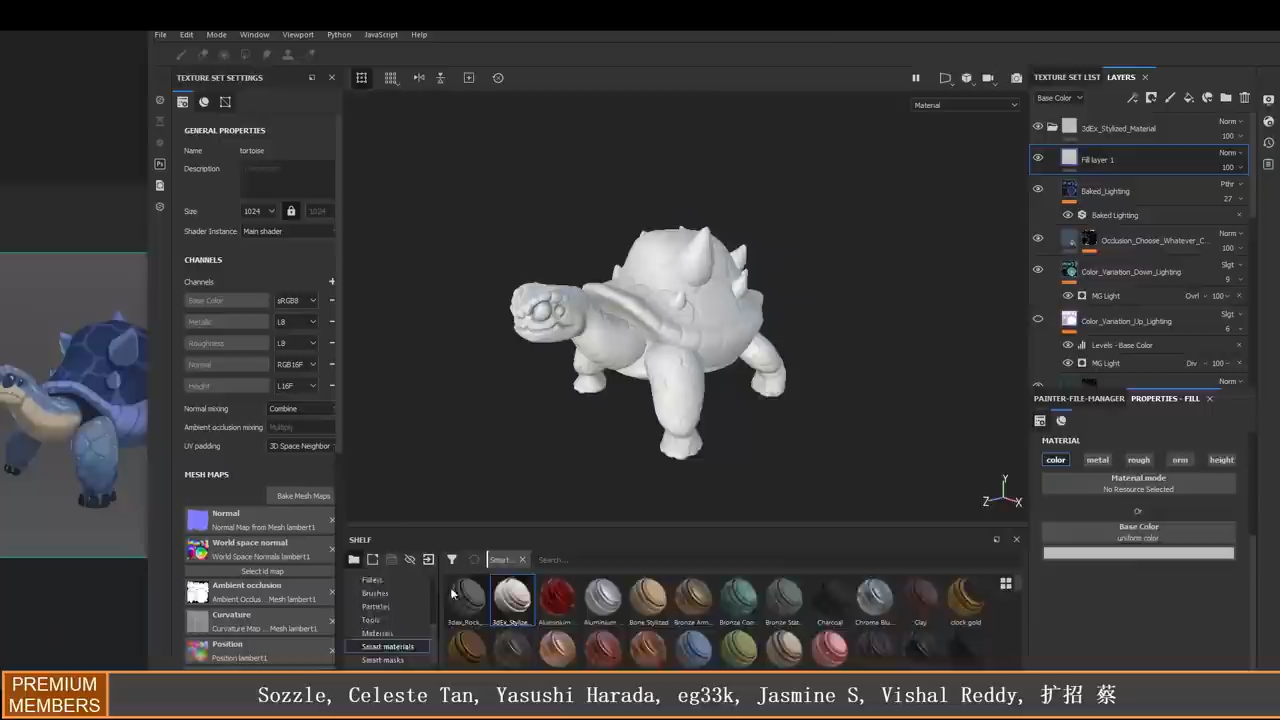 File Edit Mode Window Viewport Python JavaScript Help
TEXTURE SET SETTINGS
GENERAL PROPERTIES
Name tortoise
Description
Size 1024 1024
Shader Instance Main shader
CHANNELS
Channels
Base Color sRGB8
Metallic L8
Roughness L8
Normal RGB16F
Height L16F
Normal mixing Combine
Ambient occlusion mixing Multiply
UV padding 3D Space Neighbor
MESH MAPS
Bake Mesh Maps
Normal
Normal Map from Mesh lambert1
World space normal
World Space Normals lambert1
Select id map
Ambient occlusion
Ambient Occlus ... Mesh lambert1
Curvature
Curvature Map ... Mesh lambert1
Position
Position lambert1
Material
Y
Z X
SHELF
Smart... Search...
Filters
Brushes
Particles
Tools
Materials
Smart materials
Smart masks
3dex_Rock_... 3dEx_Stylize... Aluminium ... Aluminium ... Bone Stylized Bronze Arm... Bronze Corr... Bronze Stat... Charcoal Chrome Blu... Clay clock gold
TEXTURE SET LIST LAYERS
Base Color
3dEx_Stylized_Material Norm 100
Fill layer 1 Norm 100
Baked_Lighting Pthr 27
Baked Lighting
Occlusion_Choose_Whatever_C... Norm 100
Color_Variation_Down_Lighting Slgt 9
MG Light Ovrl 100
Color_Variation_Up_Lighting Slgt 6
Levels - Base Color
MG Light Div 100
Norm
PAINTER-FILE-MANAGER PROPERTIES - FILL
MATERIAL
color metal rough nrm height
Material mode
No Resource Selected
Or
Base Color
uniform color
PREMIUM
MEMBERS
Sozzle, Celeste Tan, Yasushi Harada, eg33k, Jasmine S, Vishal Reddy, 扩招 蔡